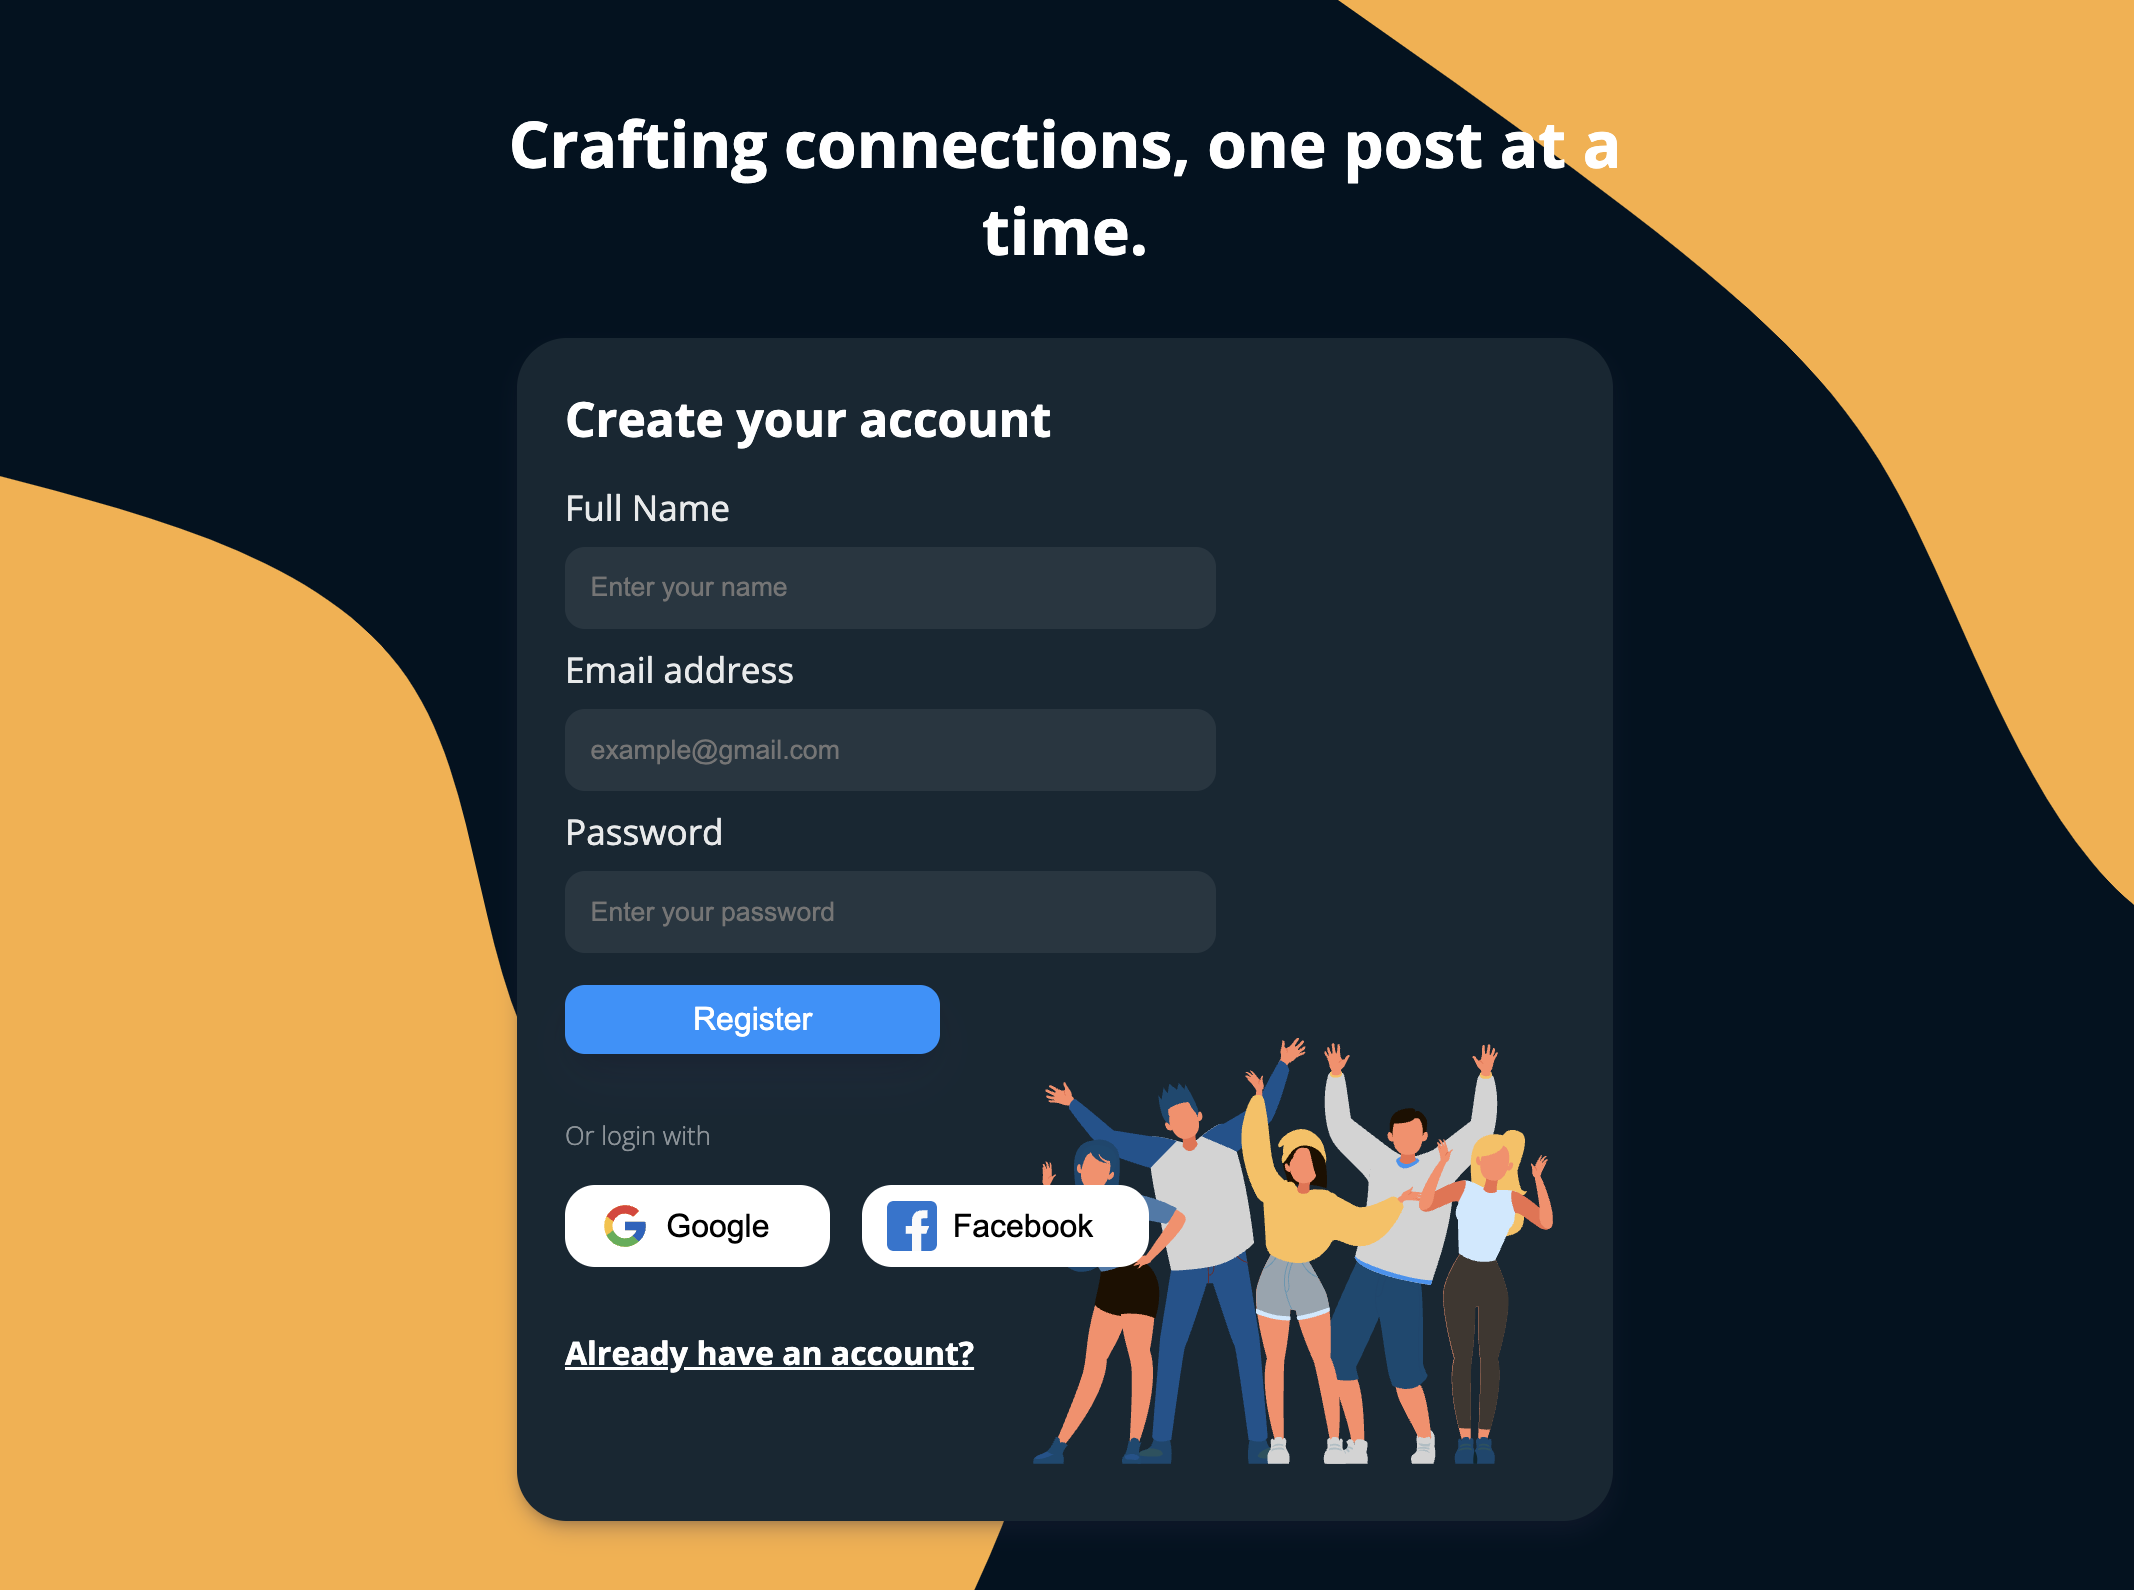 Crafting connections, one post at a
time.
Create your account
Full Name
Enter your name
Email address
example@gmail.com
Password
Enter your password
Register
Or login with
Google
Facebook
Already have an account?